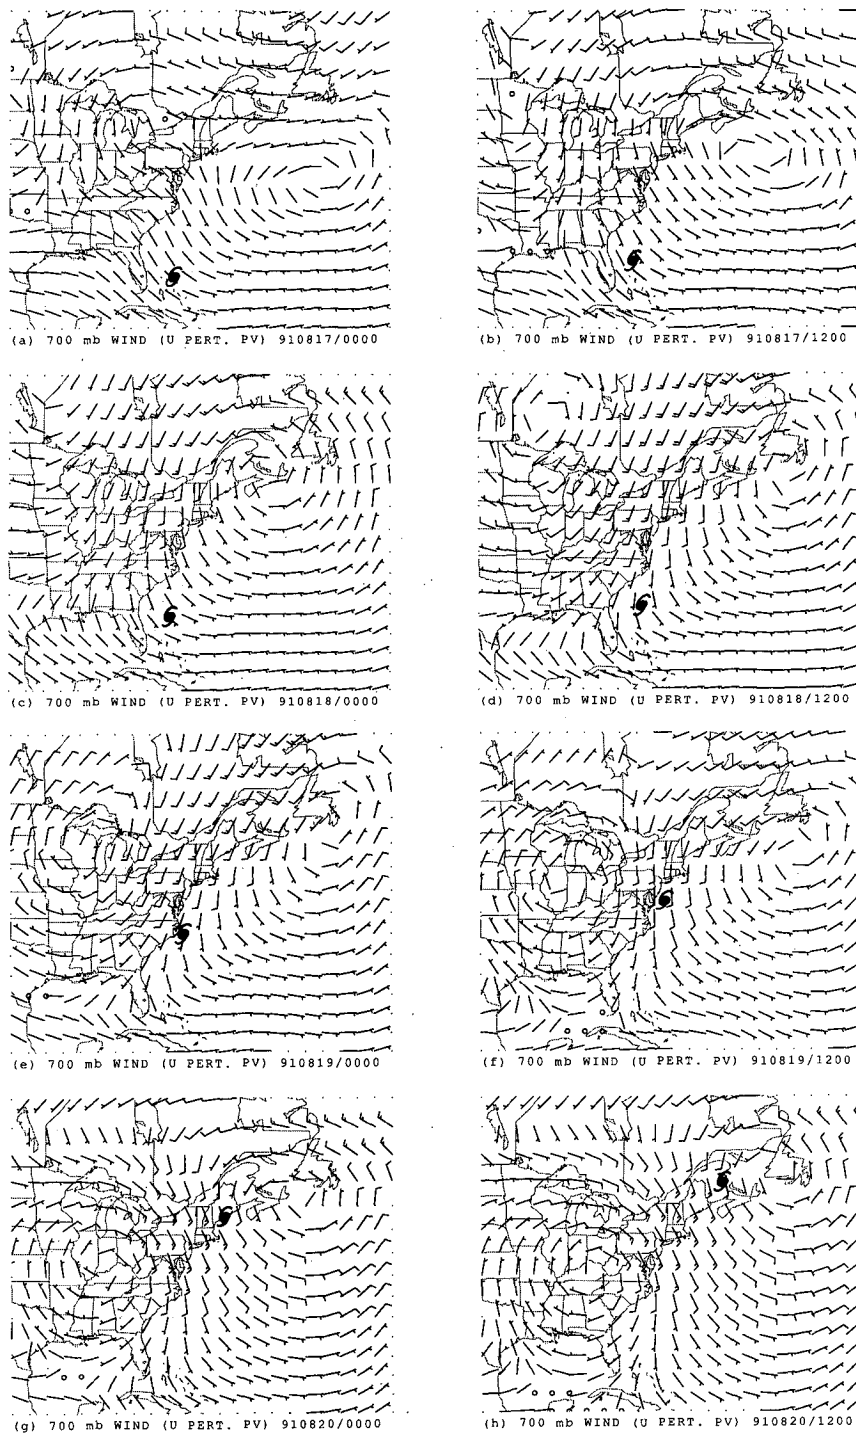 (a) 700 mb WIND (U PERT. PV) 910817/0000
(b) 700 mb WIND (U PERT. PV) 910817/1200
(c) 700 mb WIND (U PERT. PV) 910818/0000
(d) 700 mb WIND (U PERT. PV) 910818/1200
(e) 700 mb WIND (U PERT. PV) 910819/0000
(f) 700 mb WIND (U PERT. PV) 910819/1200
(g) 700 mb WIND (U PERT. PV) 910820/0000
(h) 700 mb WIND (U PERT. PV) 910820/1200